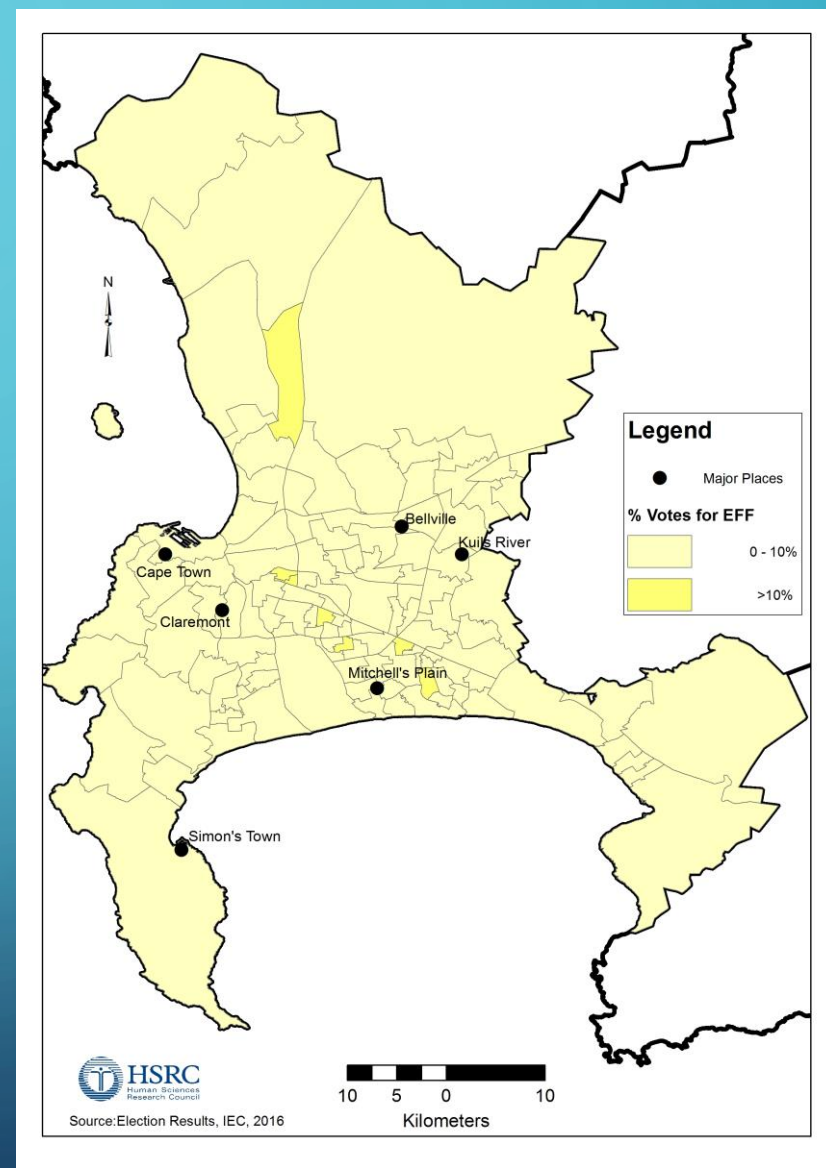 N
Legend
Major Places
% Votes for EFF
0 - 10%
>10%
Bellville
Kuils River
Cape Town
Claremont
Mitchell's Plain
Simon's Town
HSRC
Human Sciences
Research Council
Source:Election Results, IEC, 2016
10 5 0 10
Kilometers